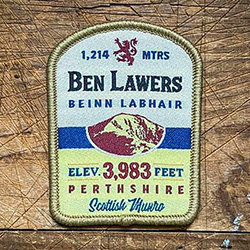 1,214 MTRS
BEN LAWERS
BEINN LABHAIR
ELEV. 3,983 FEET
PERTHSHIRE
Scottish Munro